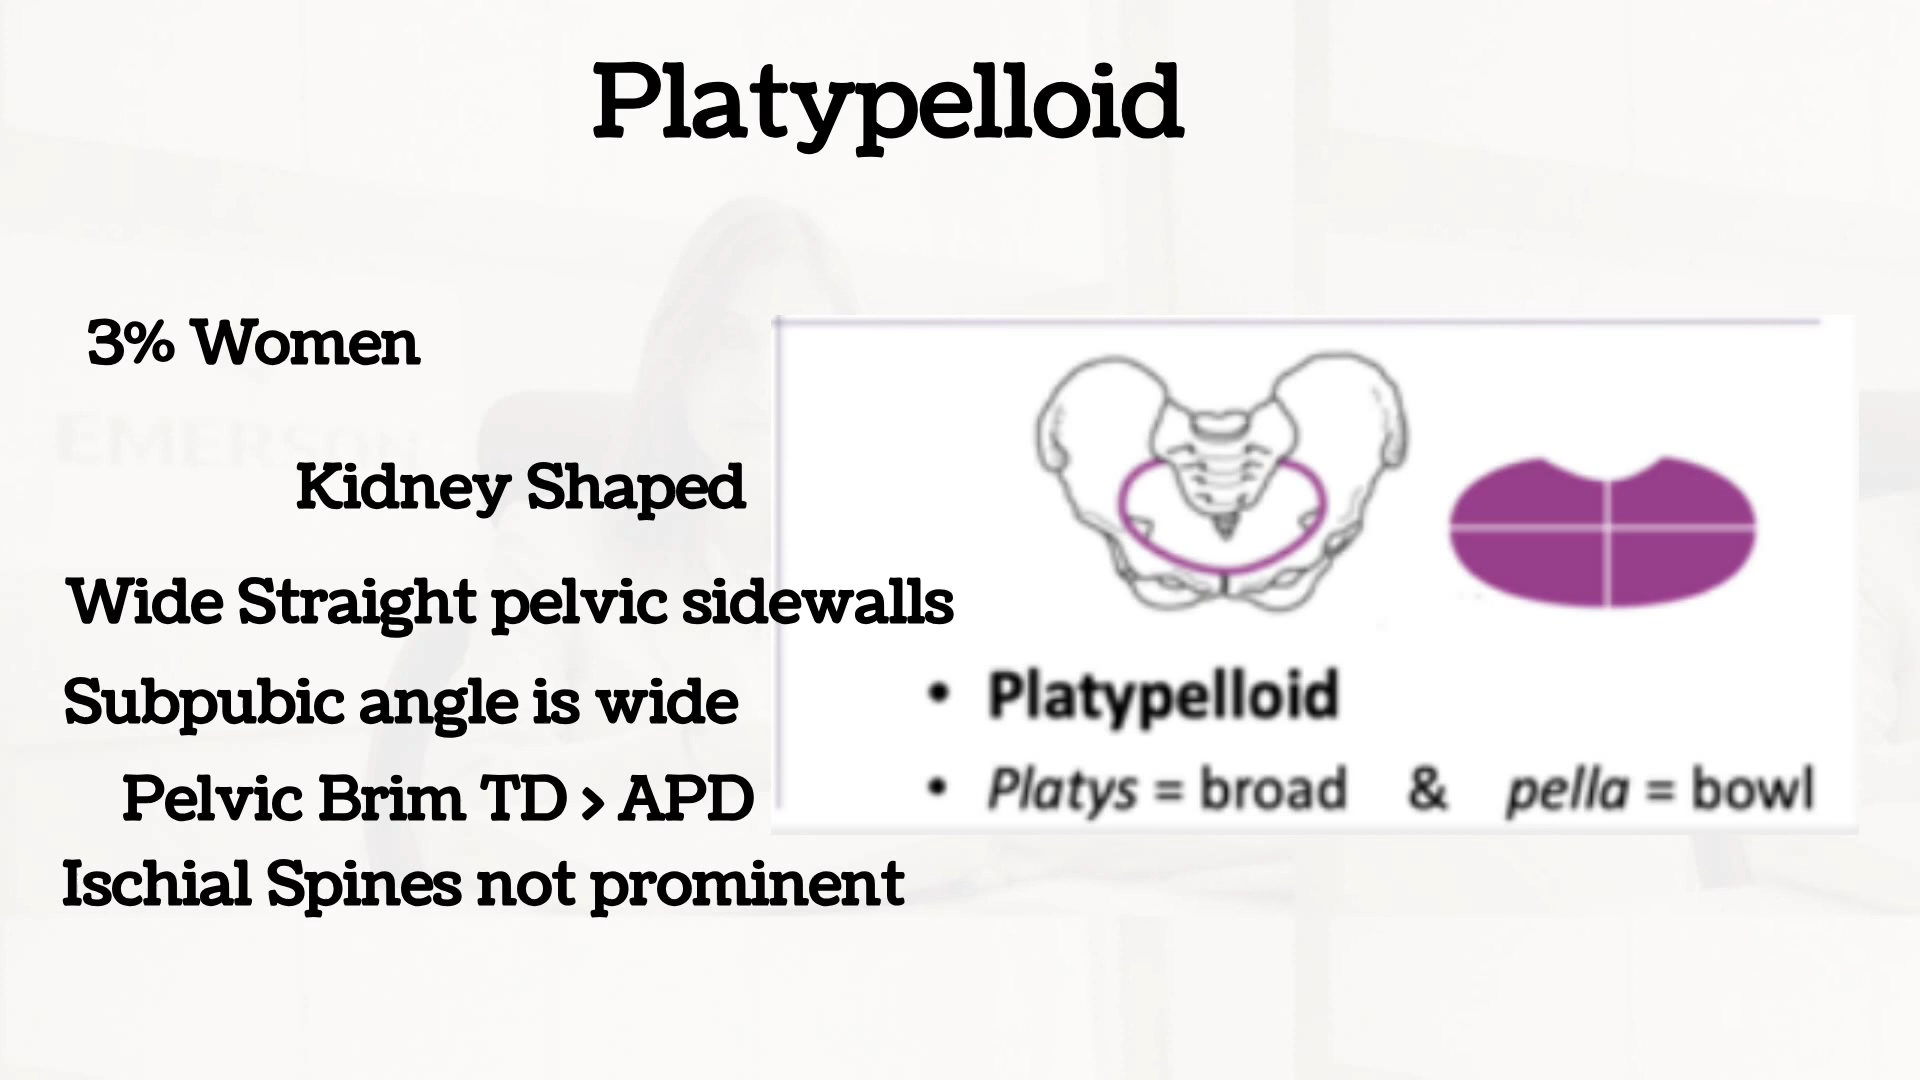 Platypelloid
3% Women
EMERSON
Kidney Shaped
Wide Straight pelvic sidewalls
Subpubic angle is wide
Pelvic Brim TD > APD
Ischial Spines not prominent
• Platypelloid
• Platys = broad & pella = bowl